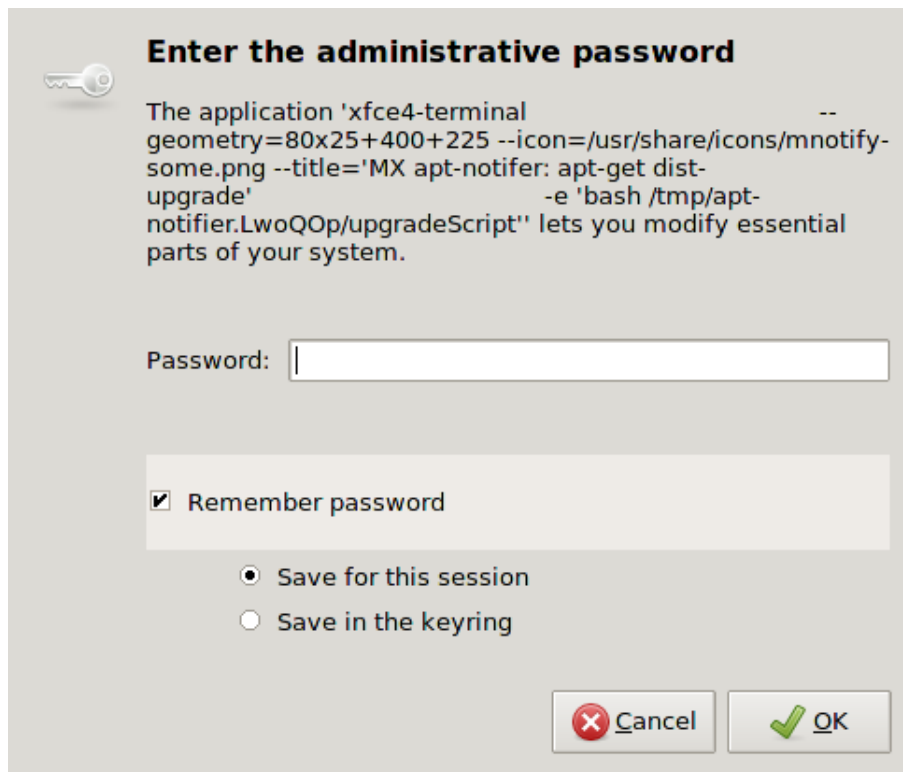 Enter the administrative password
The application 'xfce4-terminal --
geometry=80x25+400+225 --icon=/usr/share/icons/mnotify-
some.png --title='MX apt-notifer: apt-get dist-
upgrade' -e 'bash /tmp/apt-
notifier.LwoQOp/upgradeScript'' lets you modify essential
parts of your system.
Password:
Remember password
Save for this session
Save in the keyring
Cancel OK